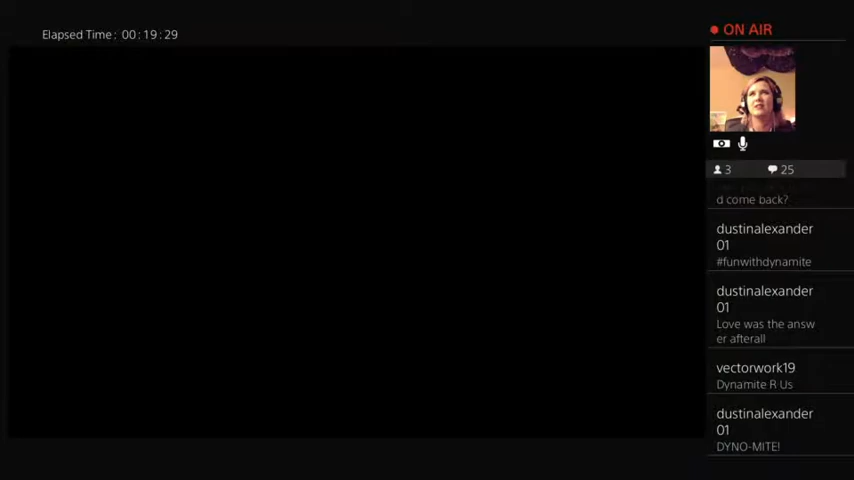 Elapsed Time: 00:19:29
ON AIR
3 25
d come back?
dustinalexander
01
#funwithdynamite
dustinalexander
01
Love was the answ
er afterall
vectorwork19
Dynamite R Us
dustinalexander
01
DYNO-MITE!